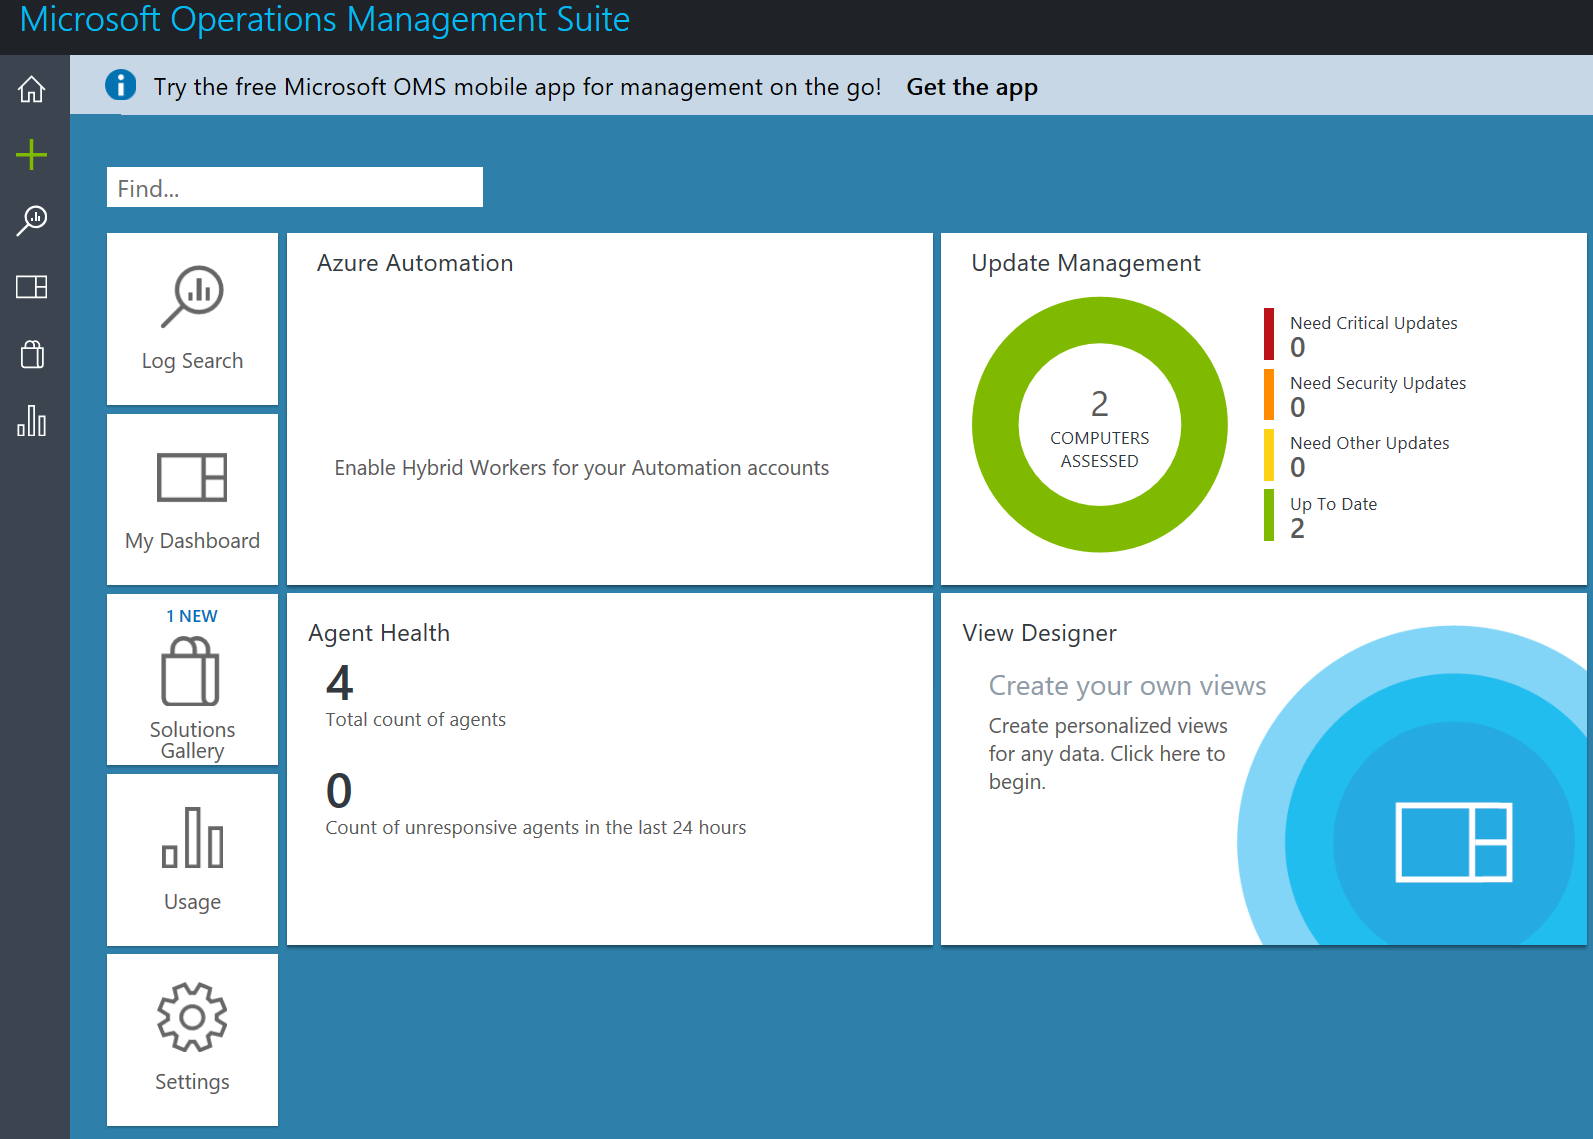 Microsoft Operations Management Suite
Try the free Microsoft OMS mobile app for management on the go! Get the app
Find...
Log Search
My Dashboard
1 NEW
Solutions
Gallery
Usage
Settings
Azure Automation
Enable Hybrid Workers for your Automation accounts
Update Management
2
COMPUTERS
ASSESSED
Need Critical Updates
0
Need Security Updates
0
Need Other Updates
0
Up To Date
2
Agent Health
4
Total count of agents
0
Count of unresponsive agents in the last 24 hours
View Designer
Create your own views
Create personalized views
for any data. Click here to
begin.